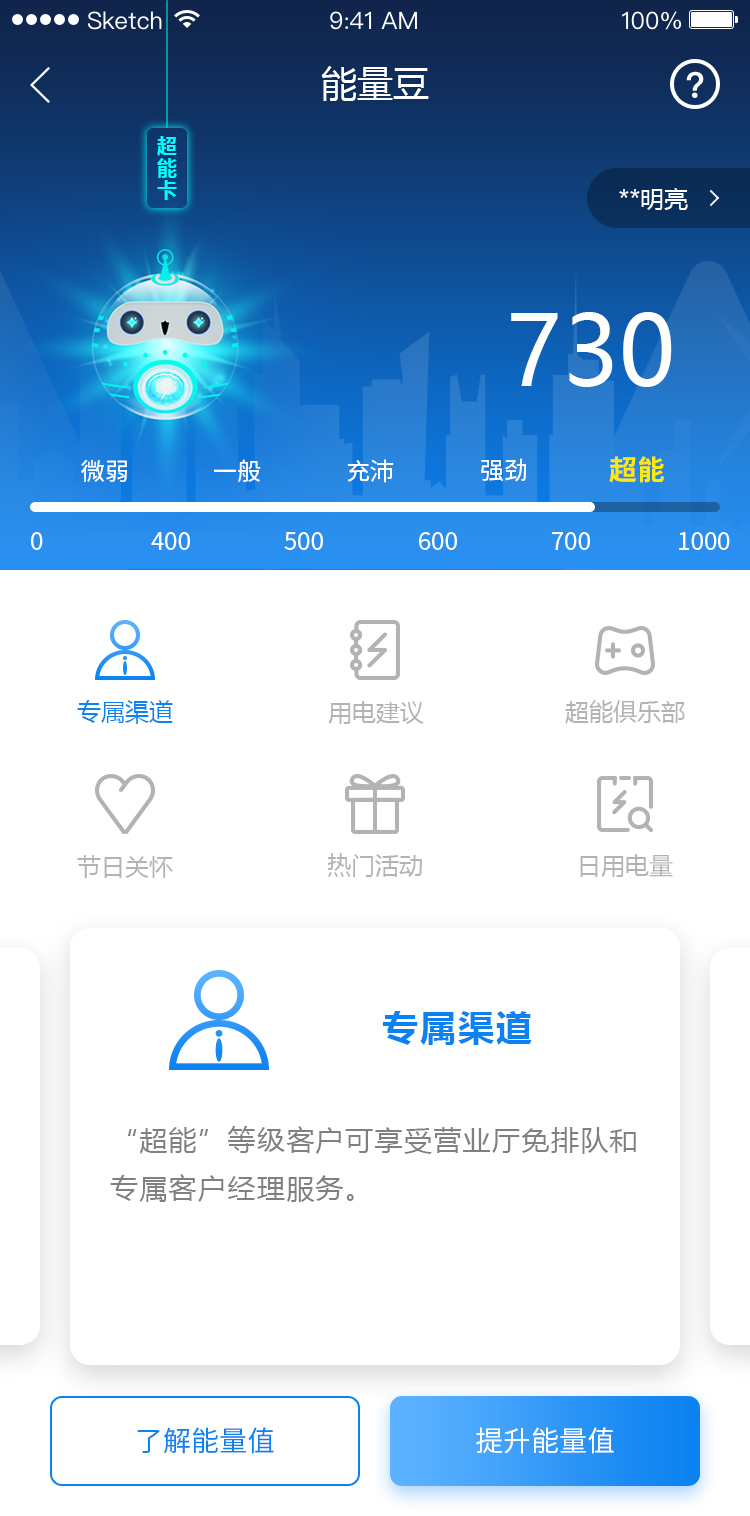 Sketch 9:41 AM 100%
能量豆
?
超能卡
**明亮
730
微弱 一般 充沛 强劲 超能
0 400 500 600 700 1000
专属渠道 用电建议 超能俱乐部
节日关怀 热门活动 日用电量
专属渠道
“超能”等级客户可享受营业厅免排队和
专属客户经理服务。
了解能量值 提升能量值